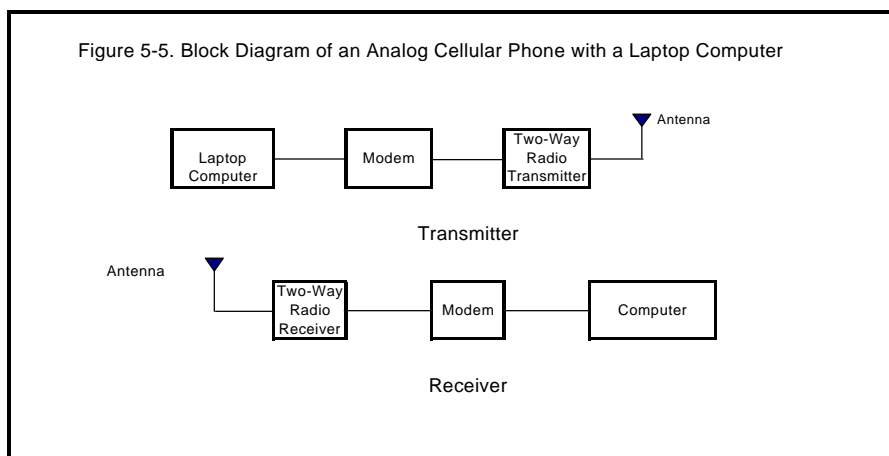 Figure 5-5. Block Diagram of an Analog Cellular Phone with a Laptop Computer
Antenna
Laptop
Computer
Modem
Two-Way
Radio
Transmitter
Transmitter
Antenna
Two-Way
Radio
Receiver
Modem
Computer
Receiver